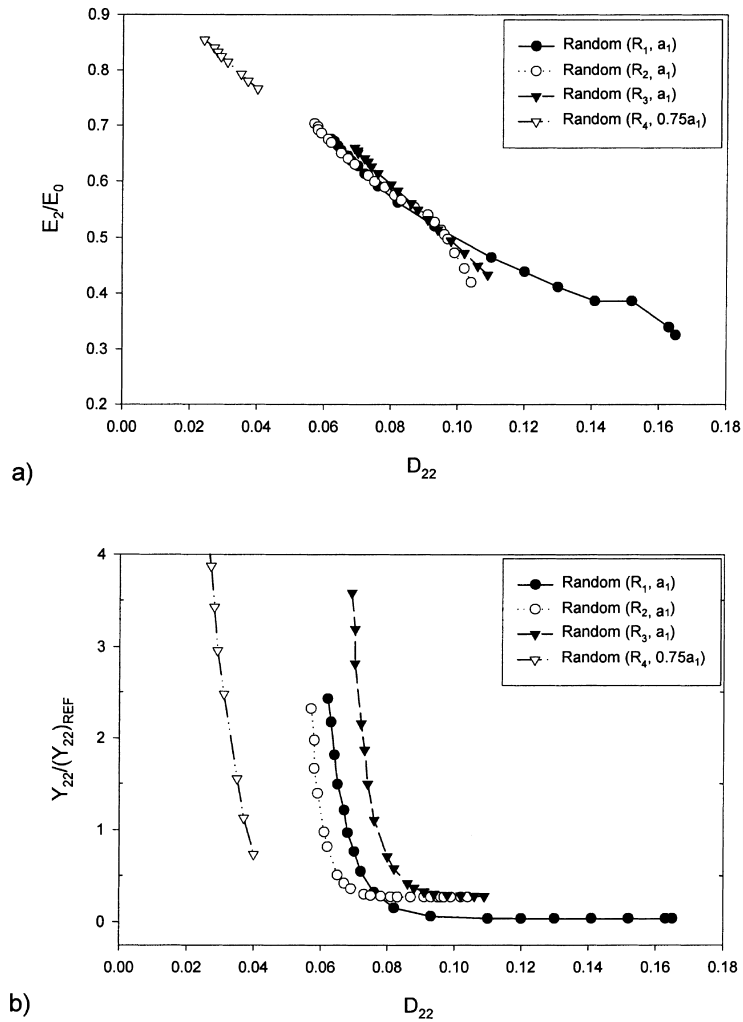 0.9
0.8
0.7
0.6
0.5
0.4
0.3
0.2
E₂/E₀
Random (R₁, a₁)
Random (R₂, a₁)
Random (R₃, a₁)
Random (R₄, 0.75a₁)
0.00 0.02 0.04 0.06 0.08 0.10 0.12 0.14 0.16 0.18
D₂₂
a)
4
3
2
1
0
Y₂₂/(Y₂₂)REF
Random (R₁, a₁)
Random (R₂, a₁)
Random (R₃, a₁)
Random (R₄, 0.75a₁)
0.00 0.02 0.04 0.06 0.08 0.10 0.12 0.14 0.16 0.18
D₂₂
b)